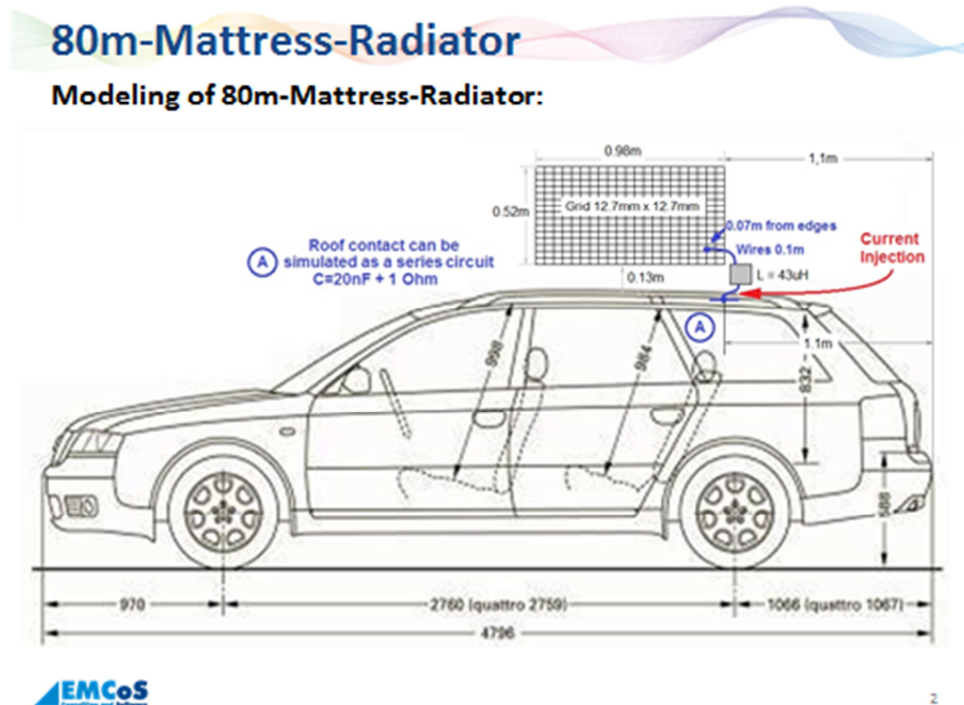 80m-Mattress-Radiator
Modeling of 80m-Mattress-Radiator:
0.98m
1,1m
0.52m
Grid 12.7mm x 12.7mm
0.07m from edges
Wires 0.1m
Current
Injection
Roof contact can be
A simulated as a series circuit
C=20nF + 1 Ohm
0.13m
L = 43uH
A
1.1m
998
984
832
588
970
2760 (quattro 2759)
1066 (quattro 1067)
4796
EMCoS
Consulting and Software
2